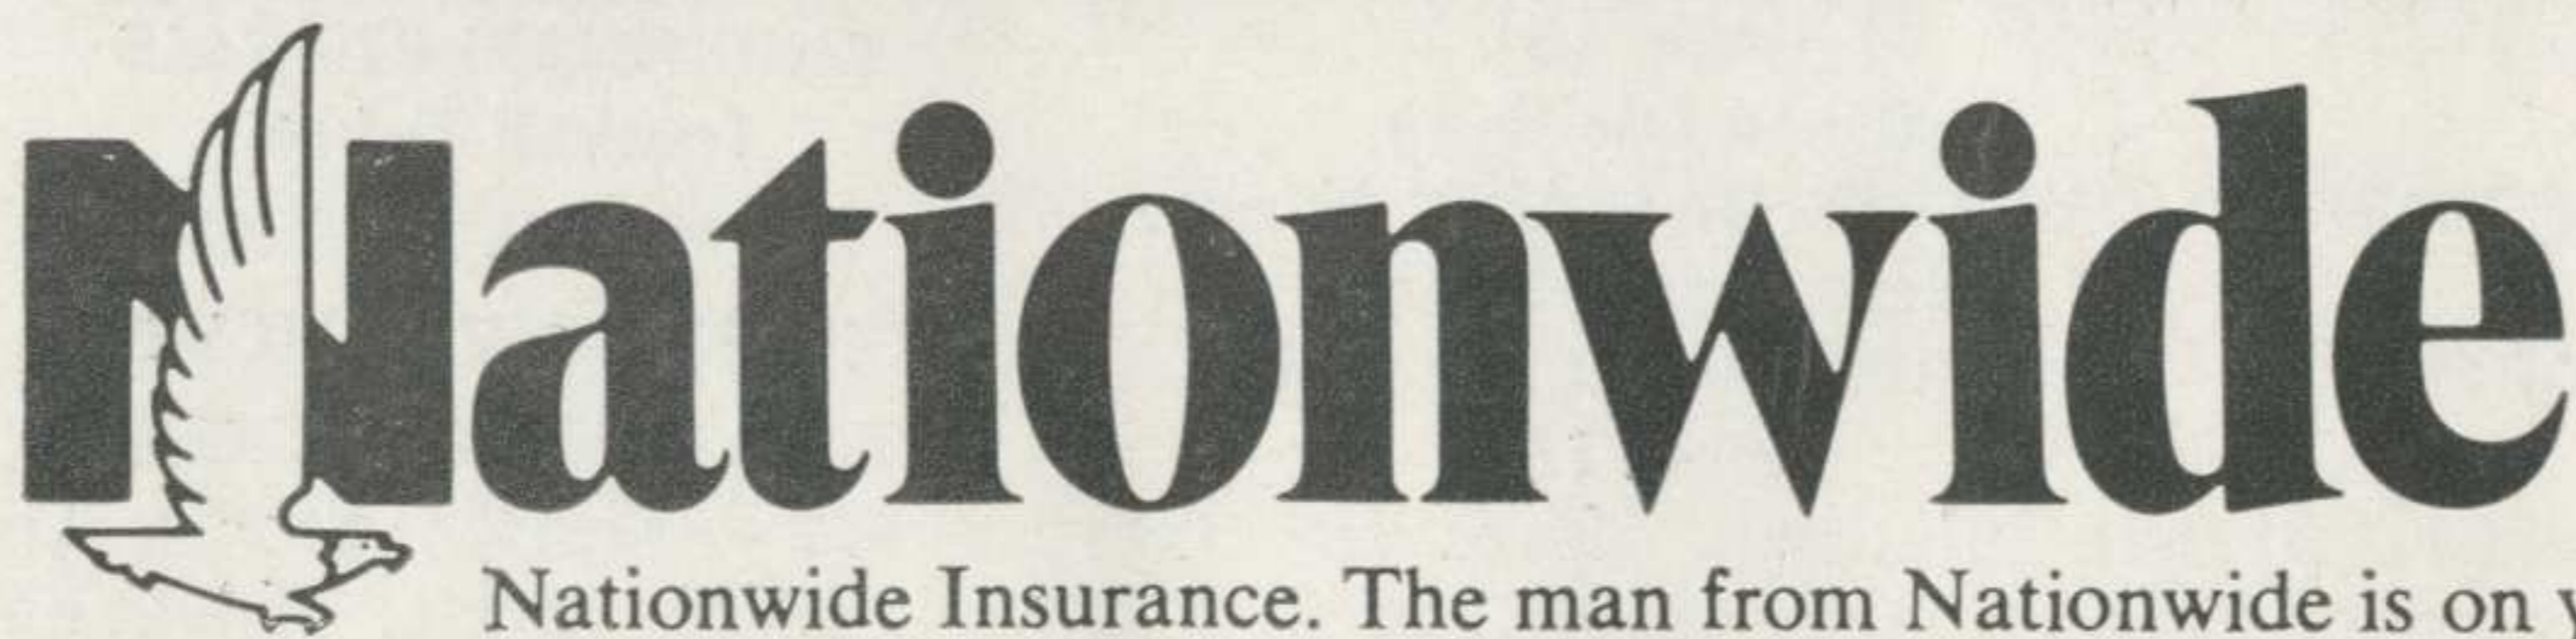 Nationwide
Nationwide Insurance. The man from Nationwide is on